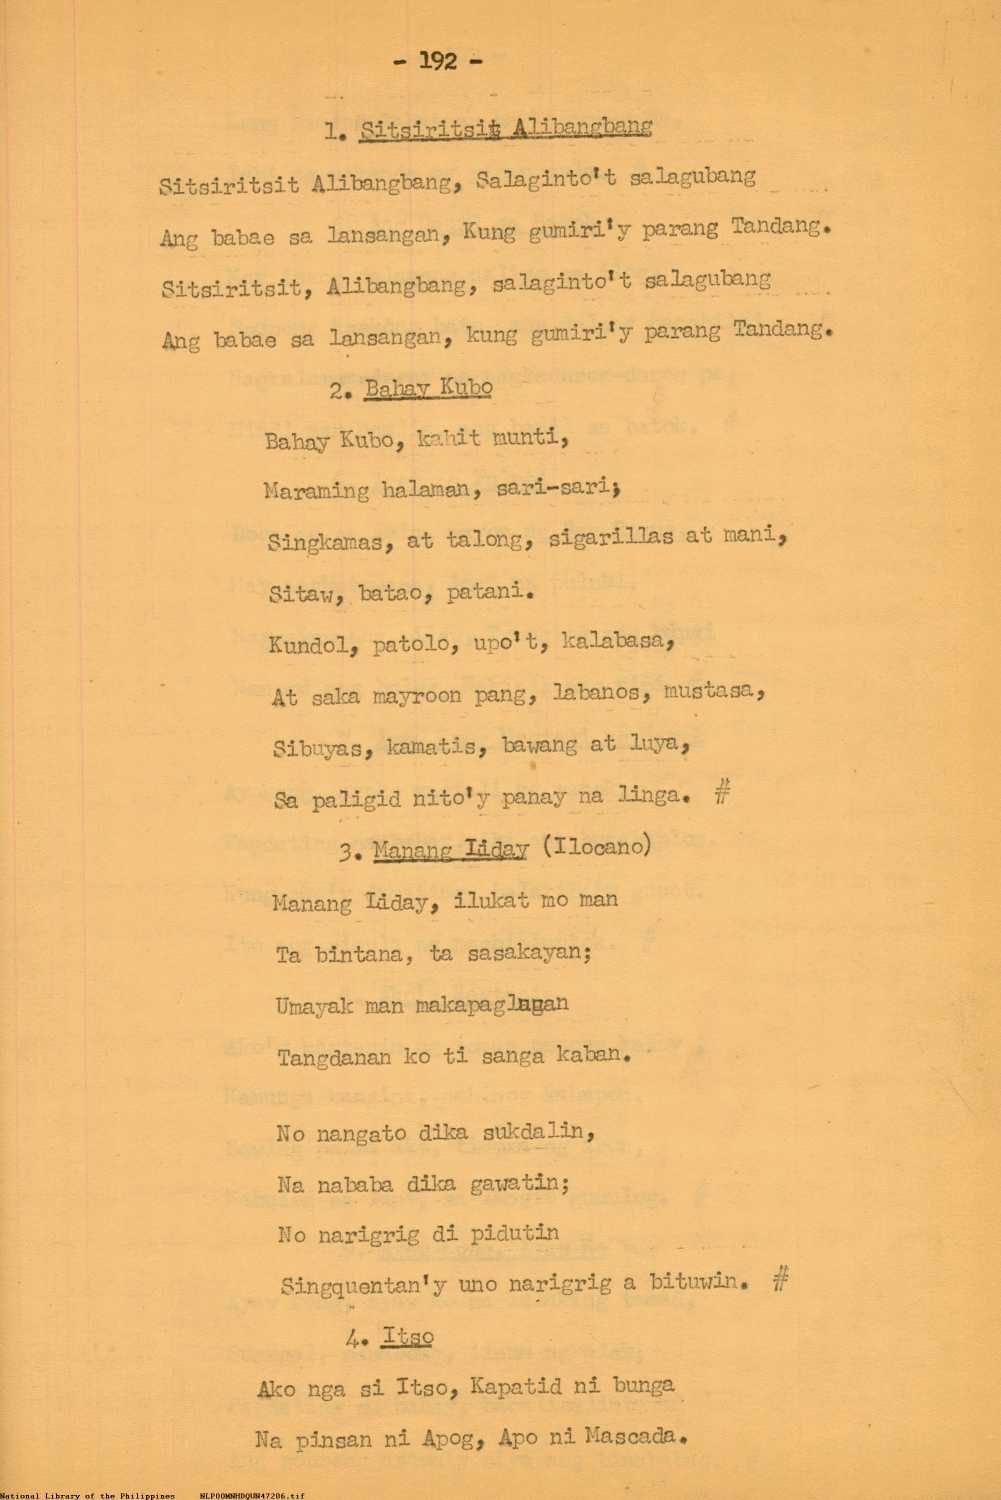 - 192 -
1. Sitsiritsit Alibangbang
Sitsiritsit Alibangbang, Salaginto't salagubang
Ang babae sa lansangan, Kung gumiri'y parang Tandang.
Sitsiritsit, Alibangbang, salaginto't salagubang
Ang babae sa lansangan, kung gumiri'y parang Tandang.
2. Bahay Kubo
Bahay Kubo, kahit munti,
Maraming halaman, sari-sari;
Singkamas, at talong, sigarillas at mani,
Sitaw, batao, patani.
Kundol, patolo, upo't, kalabasa,
At saka mayroon pang, labanos, mustasa,
Sibuyas, kamatis, bawang at luya,
Sa paligid nito'y panay na linga. #
3. Manang Iiday (Ilocano)
Manang Iiday, ilukat mo man
Ta bintana, ta sasakayan;
Umayak man makapaglugan
Tangdanan ko ti sanga kaban.
No nangato dika sukdalin,
Na nababa dika gawatin;
No narigrig di pidutin
Singquentan'y uno narigrig a bituwin. #
4. Itso
Ako nga si Itso, Kapatid ni bunga
Na pinsan ni Apog, Apo ni Mascada.
National Library of the Philippines NLPOOMNHDQUN47206.tif